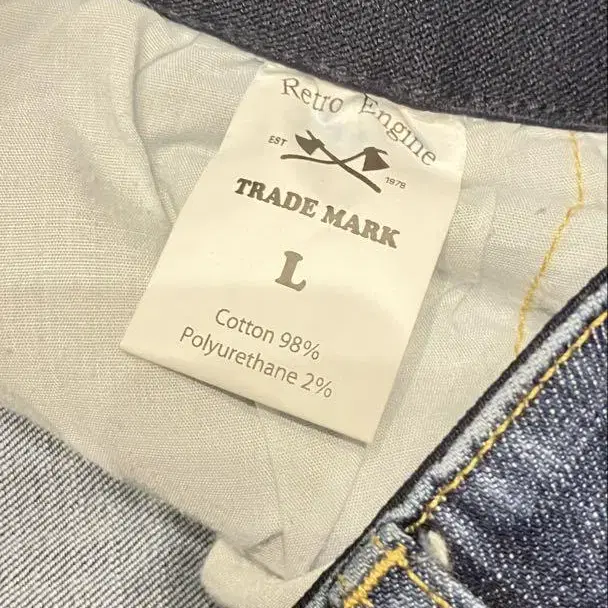 Retro Engine
EST 1978
TRADE MARK
L
Cotton 98%
Polyurethane 2%